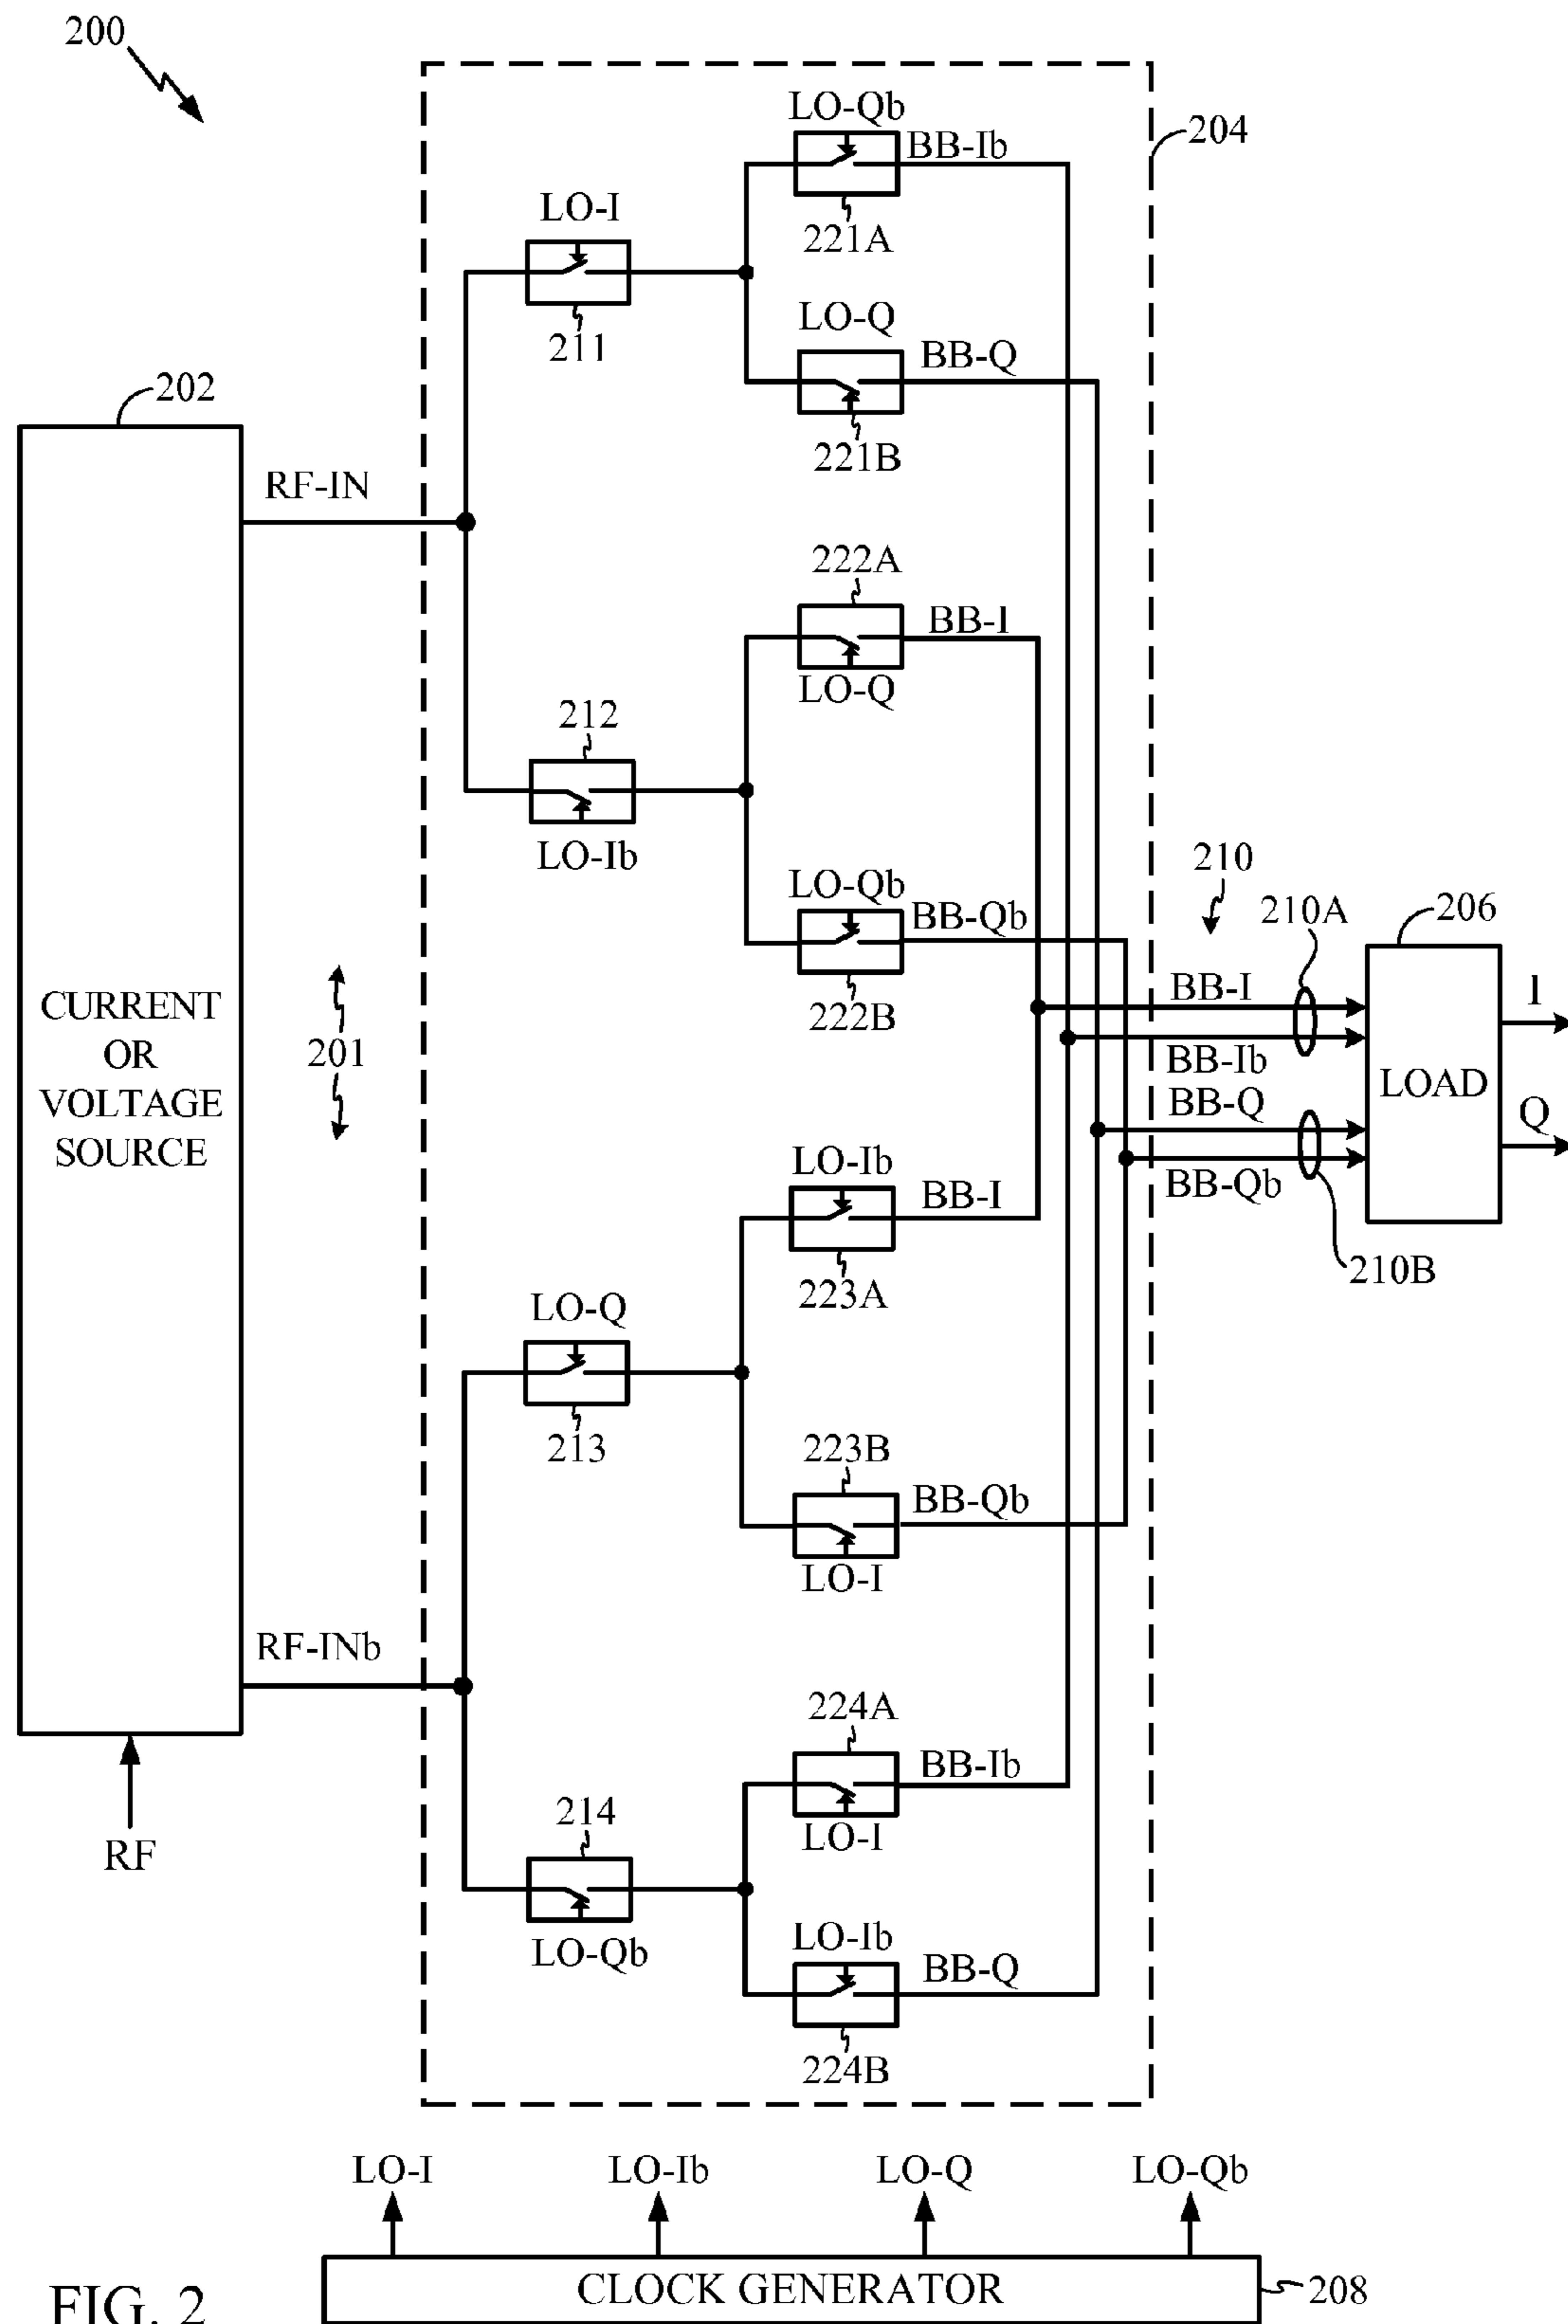 200
204
LO-Qb
BB-Ib
221A
LO-I
211
LO-Q
BB-Q
221B
202
RF-IN
222A
BB-I
LO-Q
212
LO-Ib
LO-Qb
BB-Qb
222B
210
210A
206
CURRENT
OR
VOLTAGE
SOURCE
201
BB-I
BB-Ib
BB-Q
BB-Qb
LOAD
I
Q
210B
LO-Ib
BB-I
223A
LO-Q
213
223B
BB-Qb
LO-I
RF-INb
224A
BB-Ib
LO-I
214
LO-Qb
LO-Ib
BB-Q
224B
RF
LO-I
LO-Ib
LO-Q
LO-Qb
CLOCK GENERATOR
208
FIG. 2